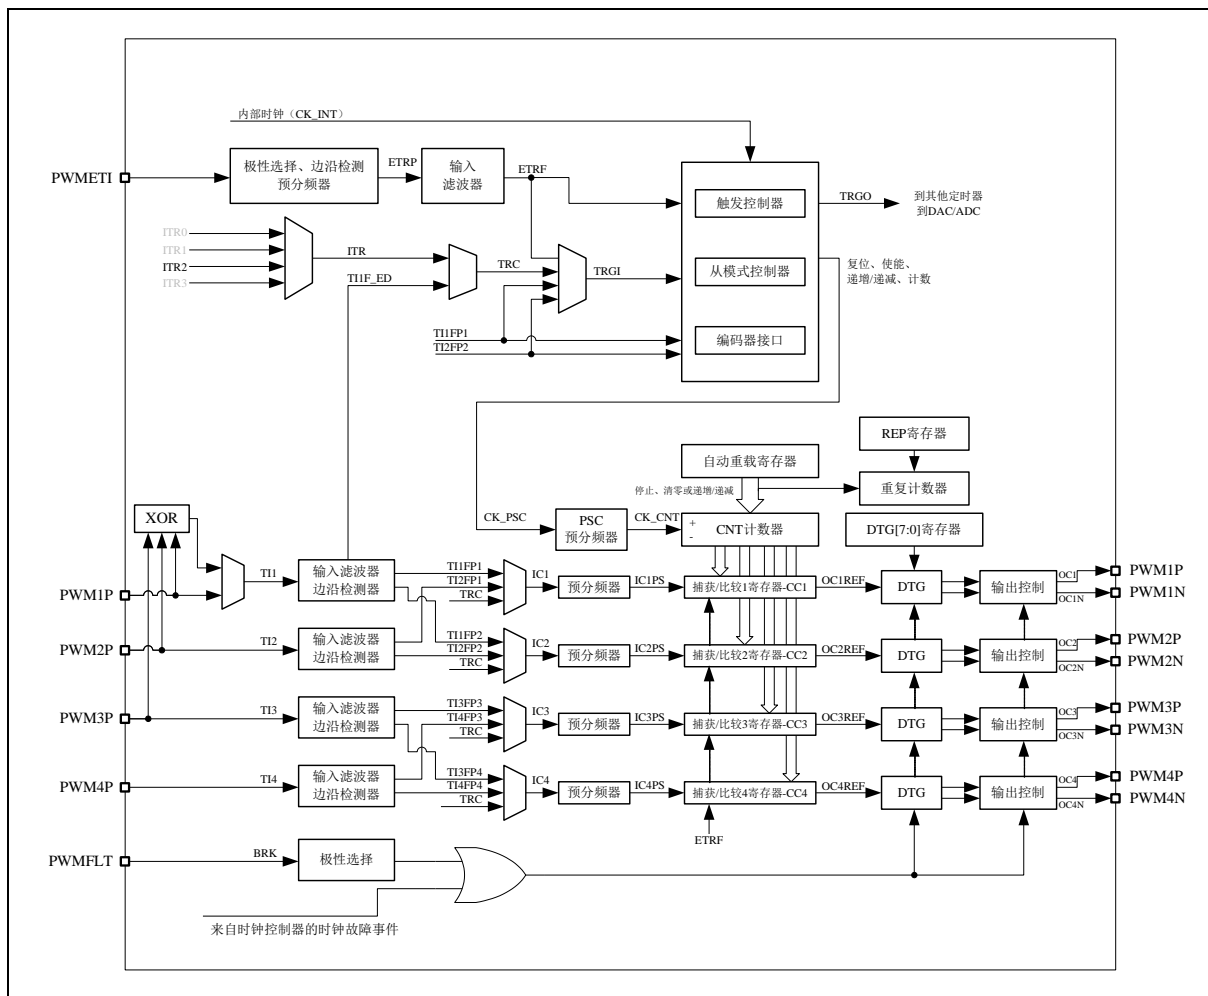 内部时钟（CK_INT）
PWMETI
极性选择、边沿检测
预分频器
ETRP
输入
滤波器
ETRF
触发控制器
TRGO
到其他定时器
到DAC/ADC
ITR0
ITR1
ITR2
ITR3
ITR
TI1F_ED
TRC
TRGI
从模式控制器
复位、使能、
递增/递减、计数
TI1FP1
TI2FP2
编码器接口
REP寄存器
自动重载寄存器
停止、清零或递增/递减
重复计数器
CK_PSC
PSC
预分频器
CK_CNT
+
-
CNT计数器
DTG[7:0]寄存器
XOR
PWM1P
TI1
输入滤波器
边沿检测器
TI1FP1
TI2FP1
TRC
IC1
预分频器
IC1PS
捕获/比较1寄存器-CC1
OC1REF
DTG
输出控制
OC1
OC1N
PWM1P
PWM1N
PWM2P
TI2
输入滤波器
边沿检测器
TI1FP2
TI2FP2
TRC
IC2
预分频器
IC2PS
捕获/比较2寄存器-CC2
OC2REF
DTG
输出控制
OC2
OC2N
PWM2P
PWM2N
PWM3P
TI3
输入滤波器
边沿检测器
TI3FP3
TI4FP3
TRC
IC3
预分频器
IC3PS
捕获/比较3寄存器-CC3
OC3REF
DTG
输出控制
OC3
OC3N
PWM3P
PWM3N
PWM4P
TI4
输入滤波器
边沿检测器
TI3FP4
TI4FP4
TRC
IC4
预分频器
IC4PS
捕获/比较4寄存器-CC4
OC4REF
DTG
输出控制
OC4
OC4N
PWM4P
PWM4N
ETRF
PWMFLT
BRK
极性选择
来自时钟控制器的时钟故障事件